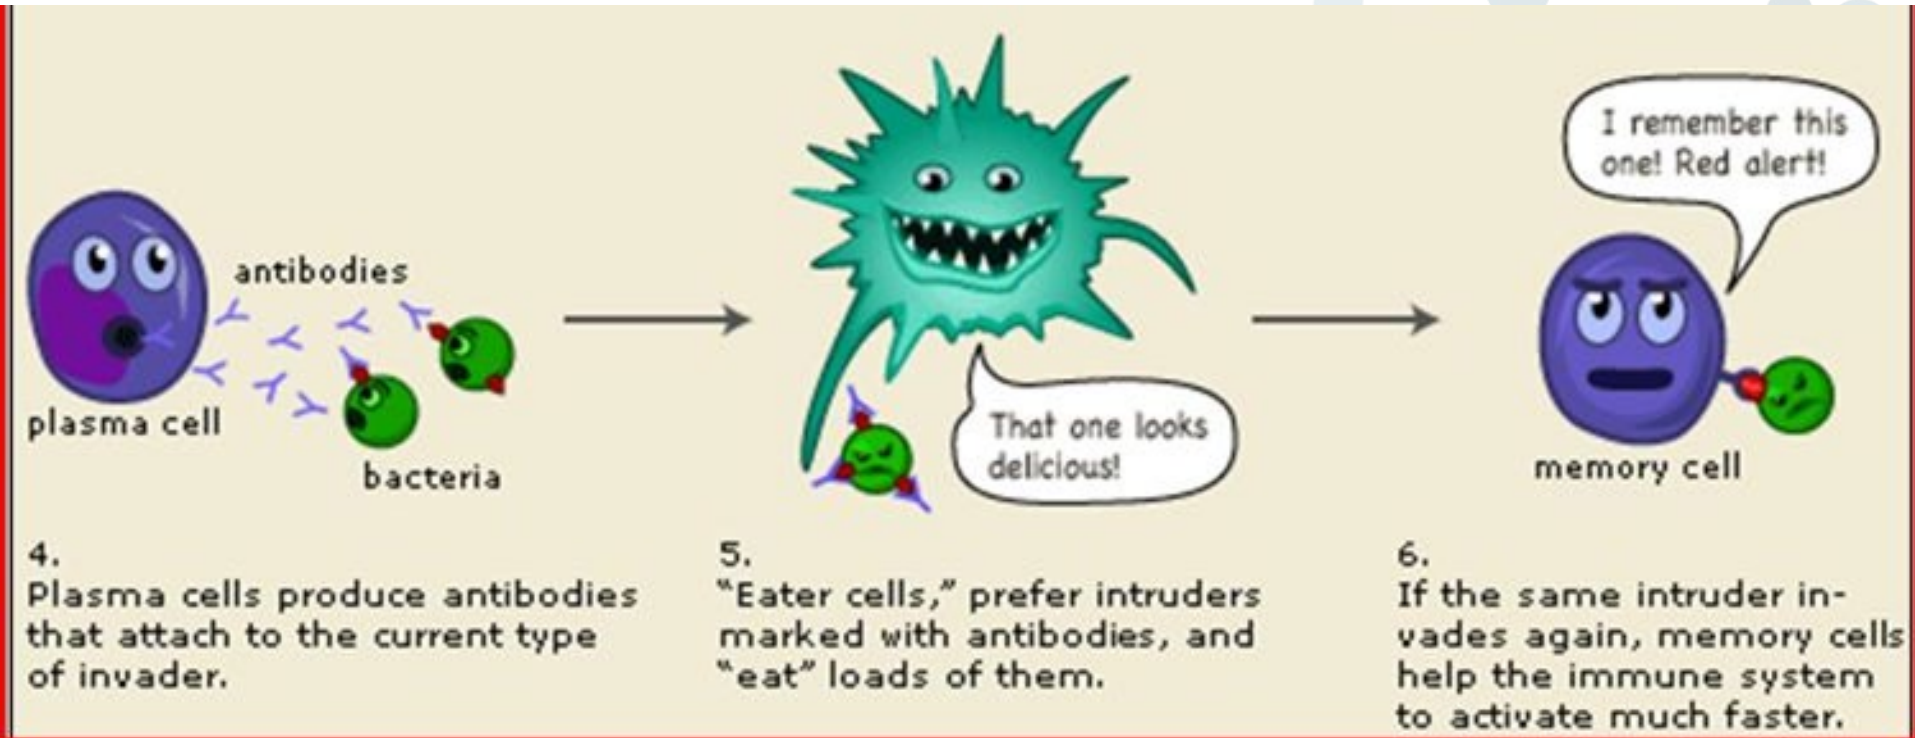 antibodies
plasma cell
bacteria
That one looks
delicious!
I remember this
one! Red alert!
memory cell
4.
Plasma cells produce antibodies
that attach to the current type
of invader.
5.
“Eater cells,” prefer intruders
marked with antibodies, and
“eat” loads of them.
6.
If the same intruder in-
vades again, memory cells
help the immune system
to activate much faster.